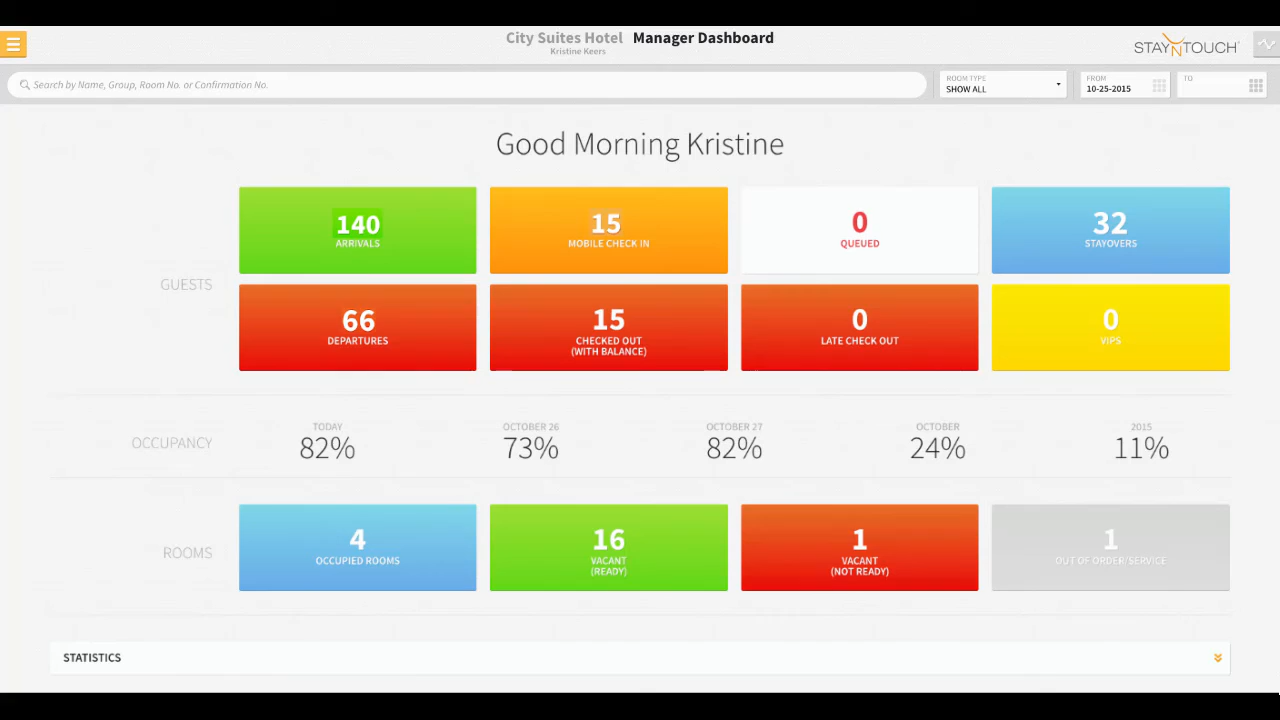 City Suites Hotel Manager Dashboard
Kristine Keers
STAYNTOUCH
Search by Name, Group, Room No. or Confirmation No.
ROOM TYPE
SHOW ALL
FROM
10-25-2015
TO
Good Morning Kristine
GUESTS
140
ARRIVALS
15
MOBILE CHECK IN
0
QUEUED
32
STAYOVERS
66
DEPARTURES
15
CHECKED OUT
(WITH BALANCE)
0
LATE CHECK OUT
0
VIPS
OCCUPANCY
TODAY
82%
OCTOBER 26
73%
OCTOBER 27
82%
OCTOBER
24%
2015
11%
ROOMS
4
OCCUPIED ROOMS
16
VACANT
(READY)
1
VACANT
(NOT READY)
1
OUT OF ORDER/SERVICE
STATISTICS